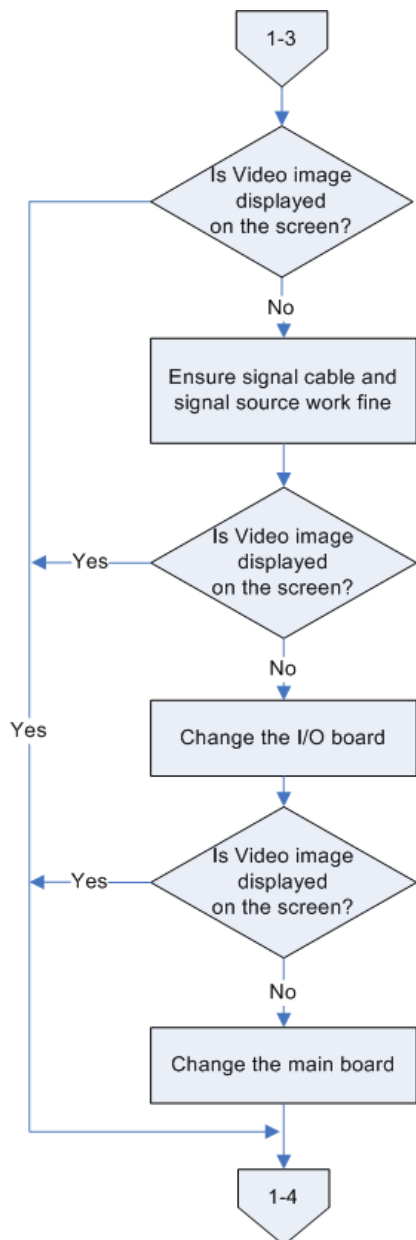 1-3
Is Video image
displayed
on the screen?
No
Ensure signal cable and
signal source work fine
Is Video image
displayed
on the screen?
Yes
No
Yes
Change the I/O board
Is Video image
displayed
on the screen?
Yes
No
Change the main board
1-4